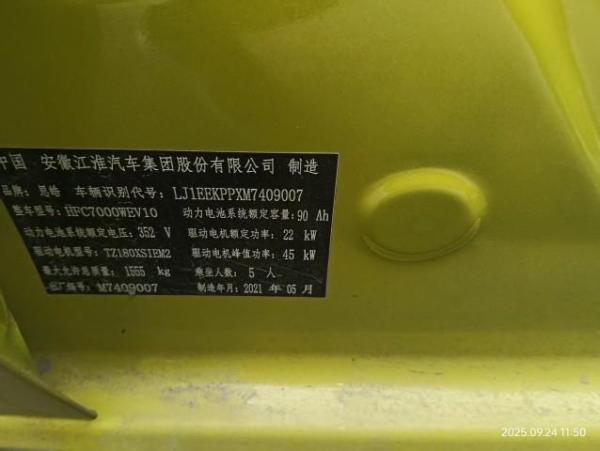 中国 安徽江淮汽车集团股份有限公司 制造
品牌：思皓 车辆识别代号：LJ1EEKPPXM7409007
整车型号：HFC7000WEV10 动力电池系统额定容量：90 Ah
动力电池系统额定电压：352 V 驱动电机额定功率：22 kW
驱动电机型号：TZ180XSIEM2 驱动电机峰值功率：45 kW
最大允许总质量：1555 kg 乘坐人数：5 人
出厂编号：M7409007 制造年月：2021 年 05 月
2025.09.24 11:50